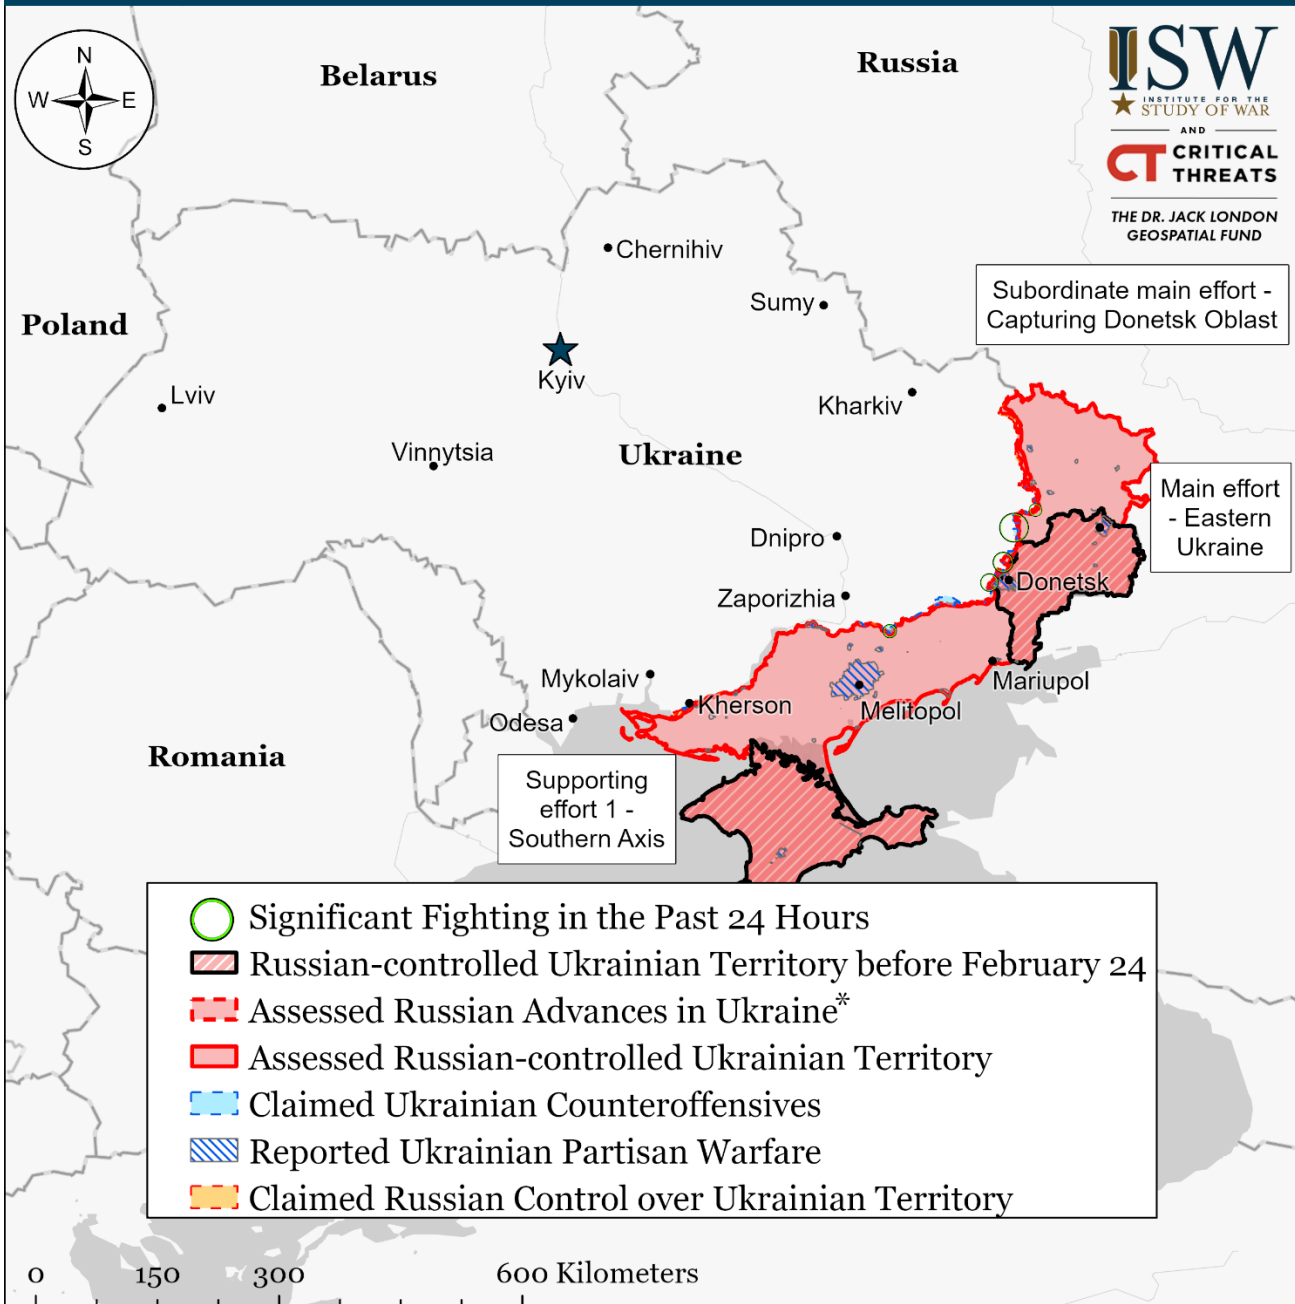 N
W
E
S
Belarus
Russia
ISW
INSTITUTE FOR THE
STUDY OF WAR
AND
CT CRITICAL
THREATS
THE DR. JACK LONDON
GEOSPATIAL FUND
Chernihiv
Subordinate main effort -
Capturing Donetsk Oblast
Sumy
Poland
Kyiv
Lviv
Kharkiv
Vinnytsia
Ukraine
Main effort
- Eastern
Ukraine
Dnipro
Donetsk
Zaporizhia
Mykolaiv
Mariupol
Kherson
Melitopol
Odesa
Romania
Supporting
effort 1 -
Southern Axis
Significant Fighting in the Past 24 Hours
Russian-controlled Ukrainian Territory before February 24
Assessed Russian Advances in Ukraine*
Assessed Russian-controlled Ukrainian Territory
Claimed Ukrainian Counteroffensives
Reported Ukrainian Partisan Warfare
Claimed Russian Control over Ukrainian Territory
0 150 300 600 Kilometers